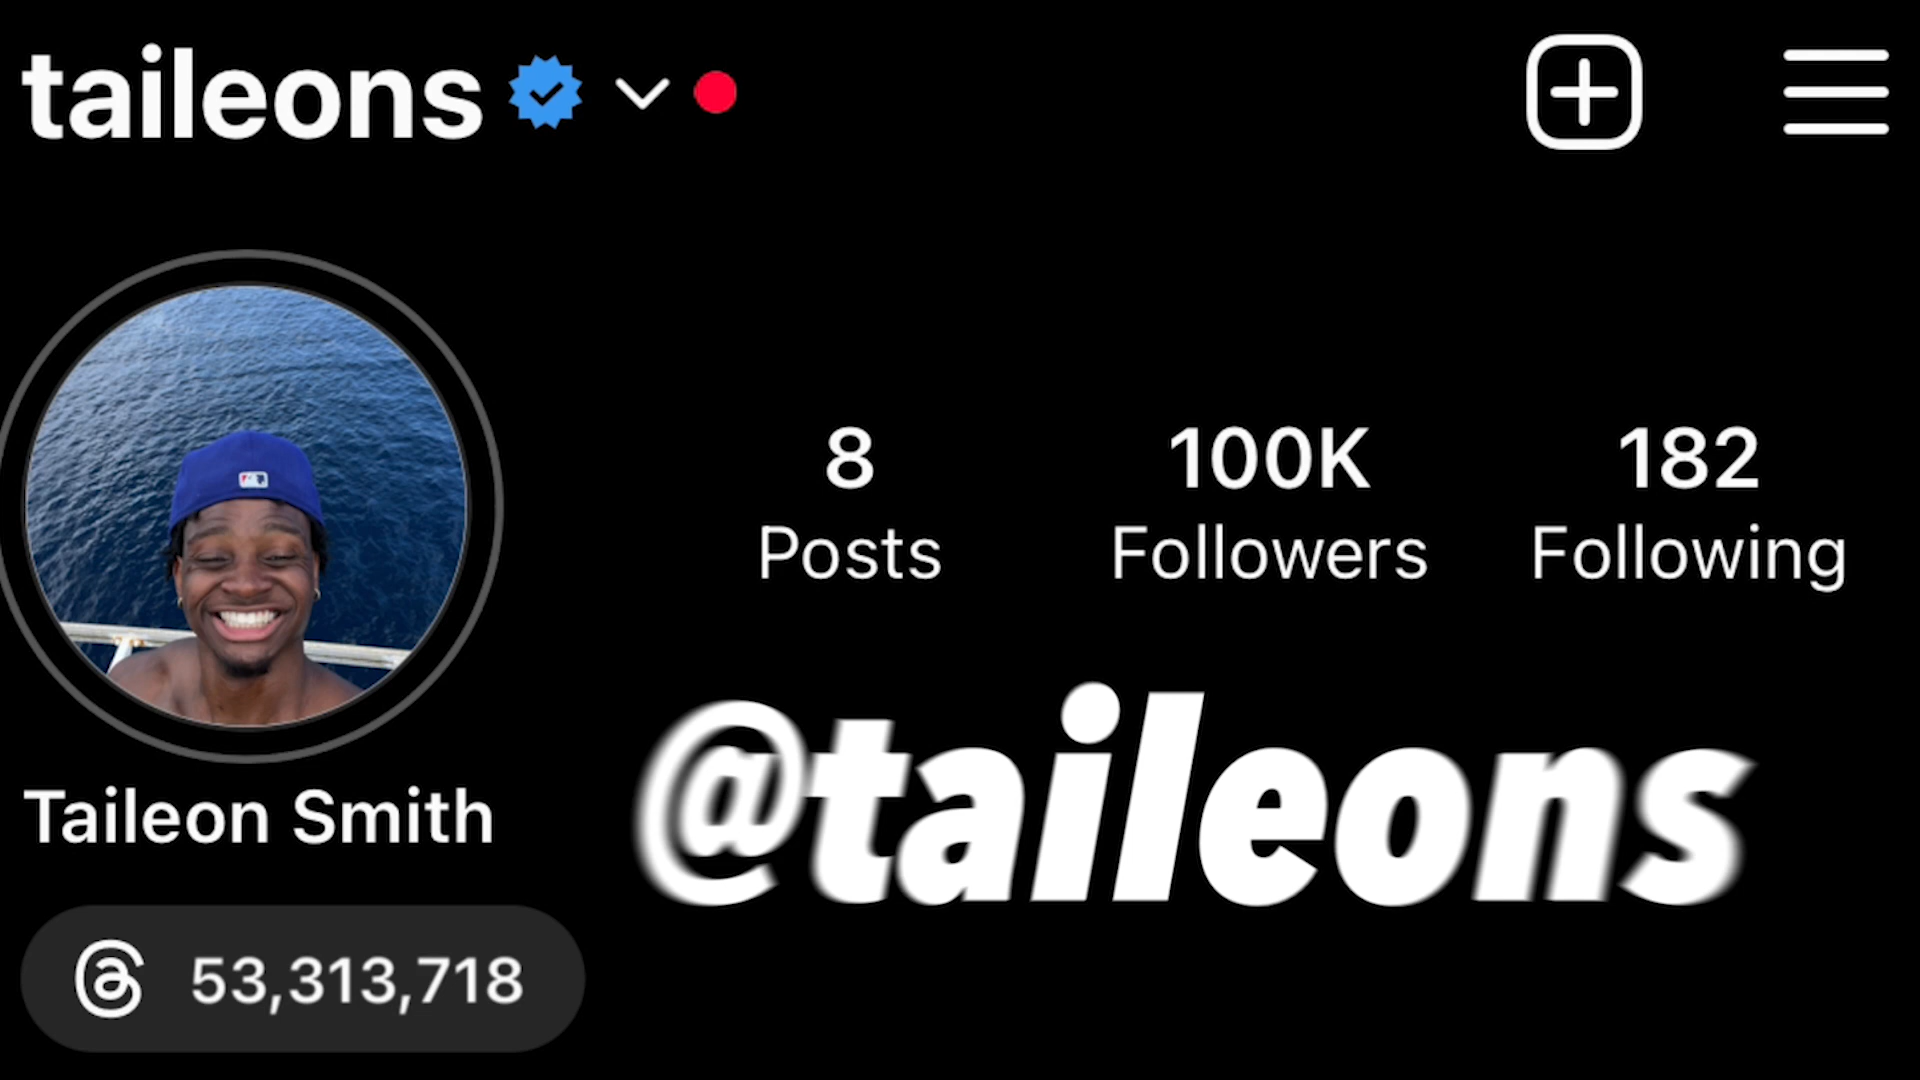 taileons
8 100K 182
Posts Followers Following
@taileons
Taileon Smith
53,313,718